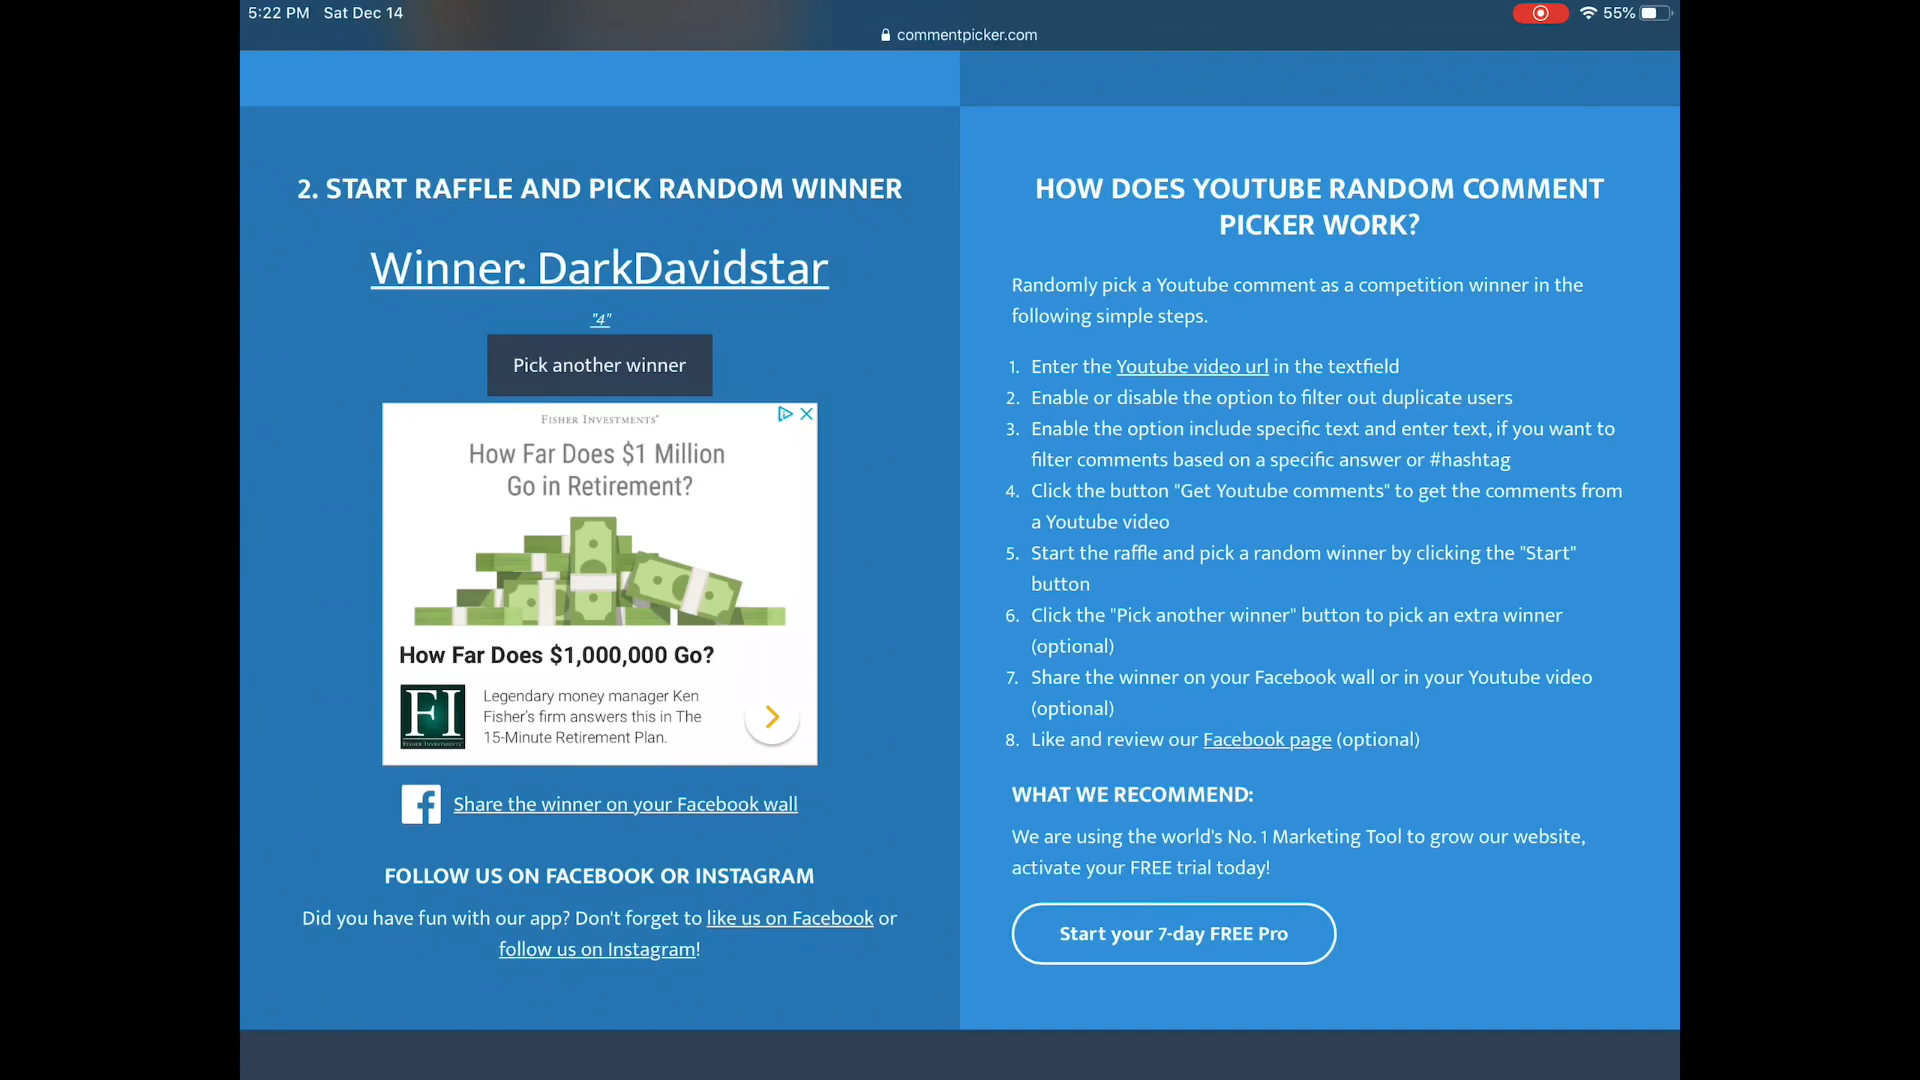 5:22 PM Sat Dec 14
55%
commentpicker.com
2. START RAFFLE AND PICK RANDOM WINNER
Winner: DarkDavidstar
"4"
Pick another winner
FISHER INVESTMENTS
How Far Does $1 Million
Go in Retirement?
How Far Does $1,000,000 Go?
FI
FISHER INVESTMENTS
Legendary money manager Ken
Fisher's firm answers this in The
15-Minute Retirement Plan.
Share the winner on your Facebook wall
FOLLOW US ON FACEBOOK OR INSTAGRAM
Did you have fun with our app? Don't forget to like us on Facebook or
follow us on Instagram!
HOW DOES YOUTUBE RANDOM COMMENT
PICKER WORK?
Randomly pick a Youtube comment as a competition winner in the
following simple steps.
1. Enter the Youtube video url in the textfield
2. Enable or disable the option to filter out duplicate users
3. Enable the option include specific text and enter text, if you want to
filter comments based on a specific answer or #hashtag
4. Click the button "Get Youtube comments" to get the comments from
a Youtube video
5. Start the raffle and pick a random winner by clicking the "Start"
button
6. Click the "Pick another winner" button to pick an extra winner
(optional)
7. Share the winner on your Facebook wall or in your Youtube video
(optional)
8. Like and review our Facebook page (optional)
WHAT WE RECOMMEND:
We are using the world's No. 1 Marketing Tool to grow our website,
activate your FREE trial today!
Start your 7-day FREE Pro